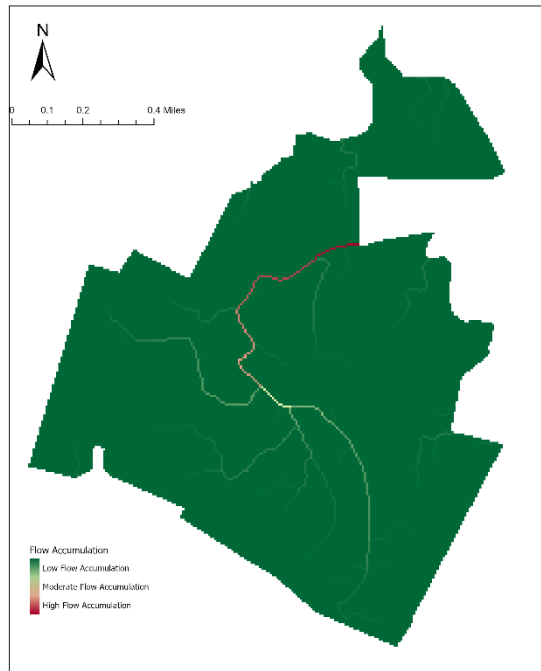 N
0 0.1 0.2 0.4 Miles
Flow Accumulation
Low Flow Accumulation
Moderate Flow Accumulation
High Flow Accumulation